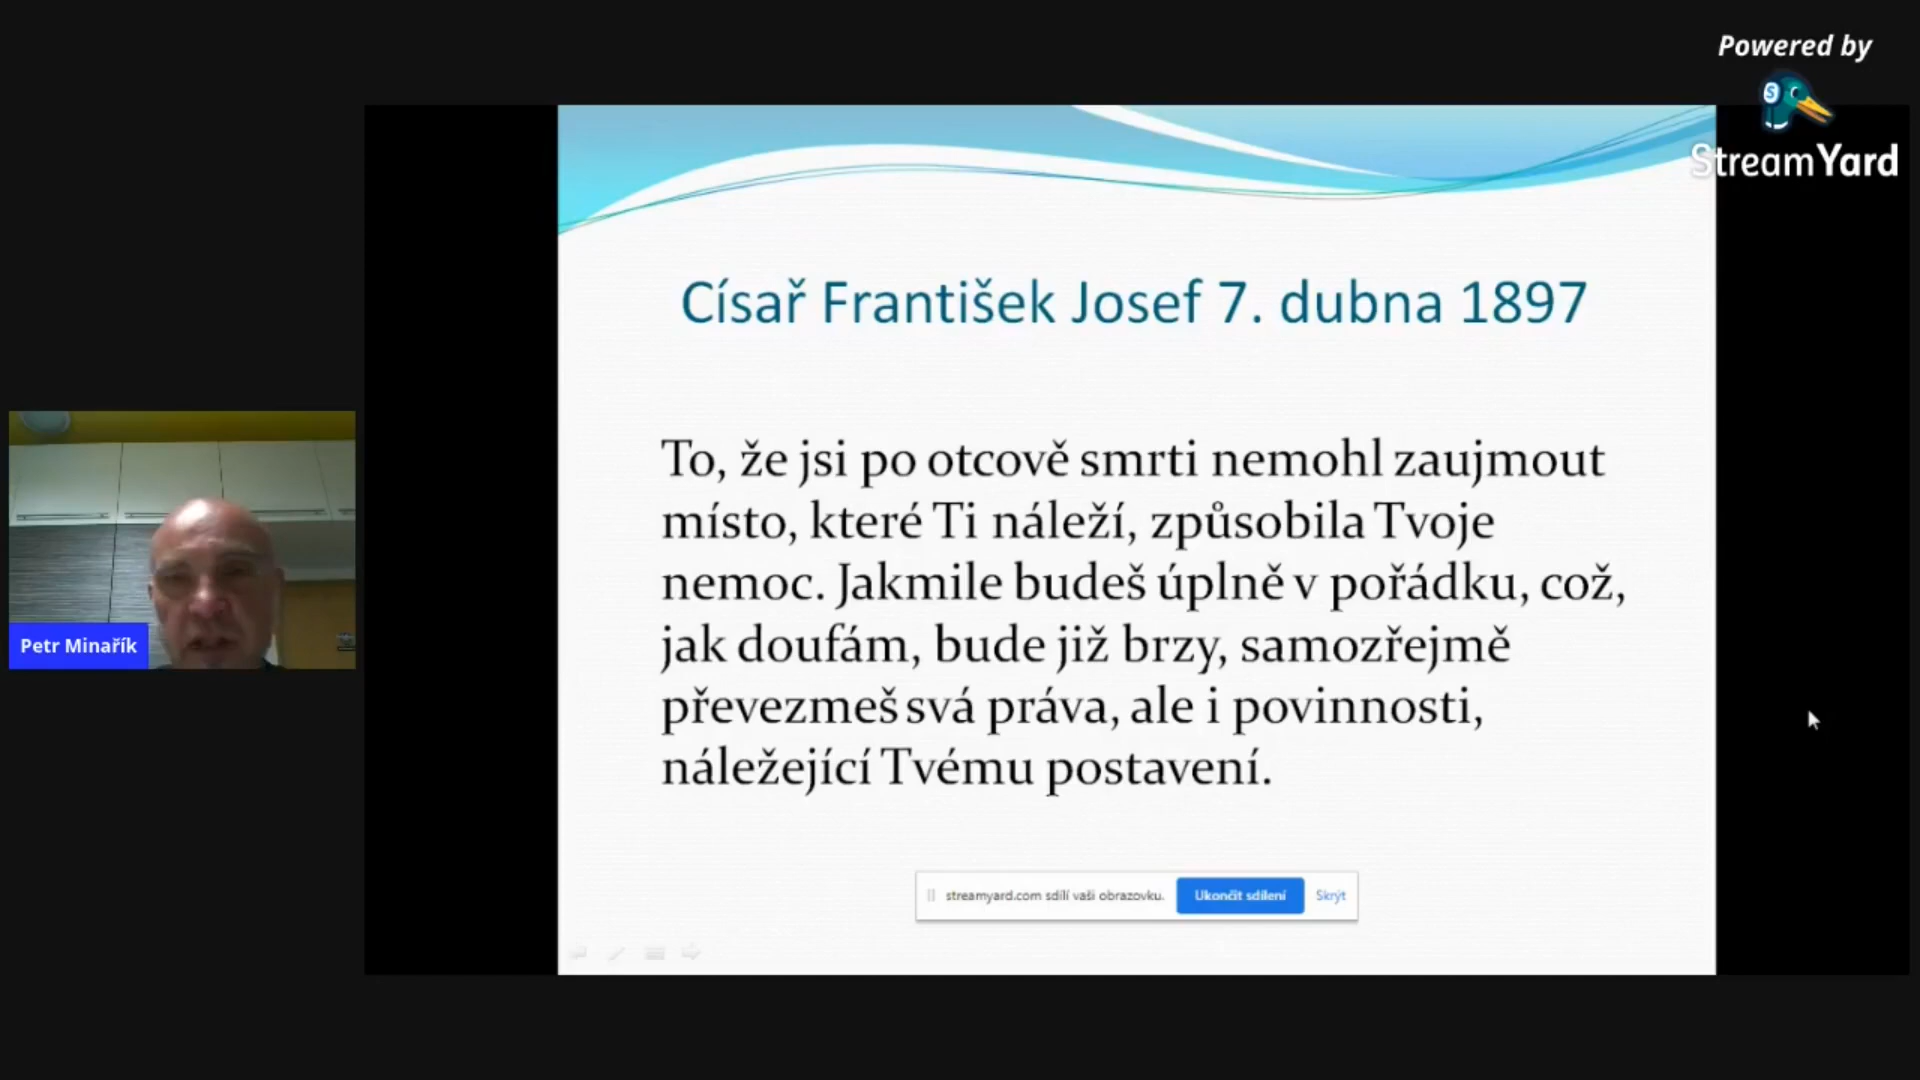 Powered by
StreamYard
Císař František Josef 7. dubna 1897
To, že jsi po otcově smrti nemohl zaujmout
místo, které Ti náleží, způsobila Tvoje
nemoc. Jakmile budeš úplně v pořádku, což,
jak doufám, bude již brzy, samozřejmě
převezmeš svá práva, ale i povinnosti,
náležející Tvému postavení.
Petr Minařík
streamyard.com sdílí vaši obrazovku.
Ukončit sdílení
Skrýt